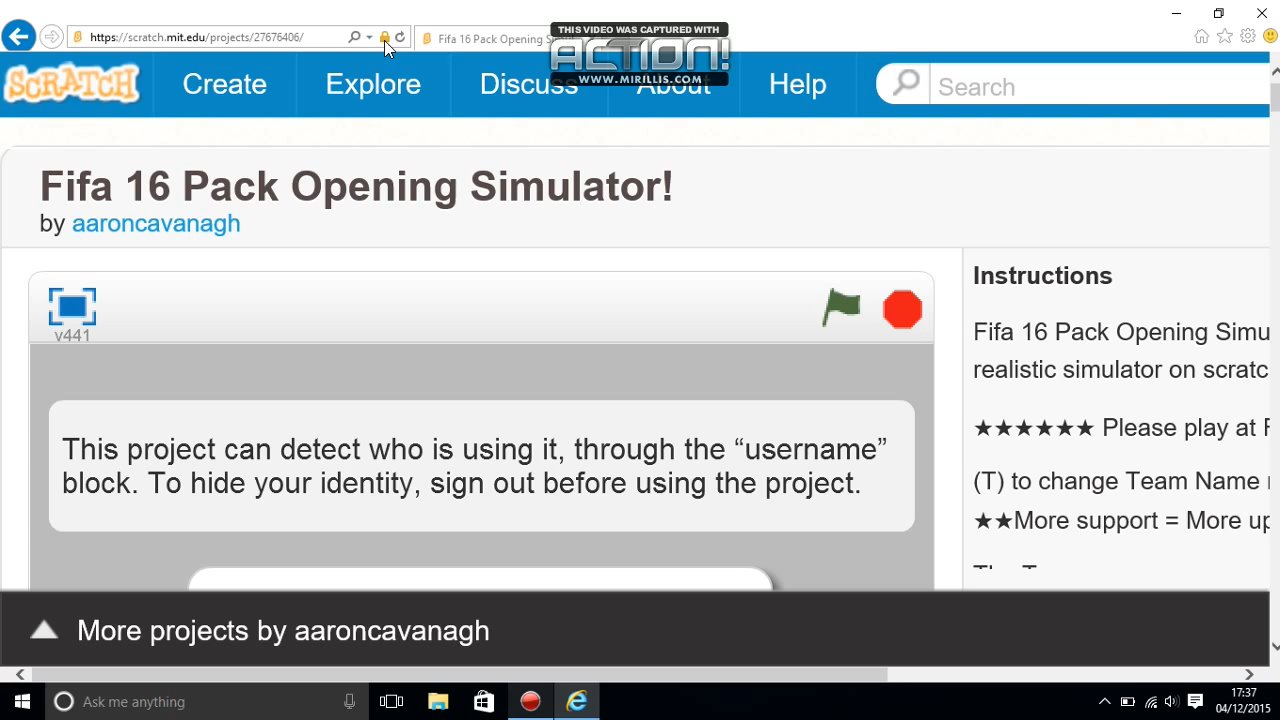 THIS VIDEO WAS CAPTURED WITH
ACTION!
WWW.MIRILLIS.COM
https://scratch.mit.edu/projects/27676406/
Fifa 16 Pack Opening
SCRATCH
Create
Explore
Discuss
About
Help
Search
Fifa 16 Pack Opening Simulator!
by aaroncavanagh
v441
This project can detect who is using it, through the “username”
block. To hide your identity, sign out before using the project.
Instructions
Fifa 16 Pack Opening Simu
realistic simulator on scratc
★★★★★★ Please play at F
(T) to change Team Name
★★More support = More up
More projects by aaroncavanagh
Ask me anything
17:37
04/12/2015